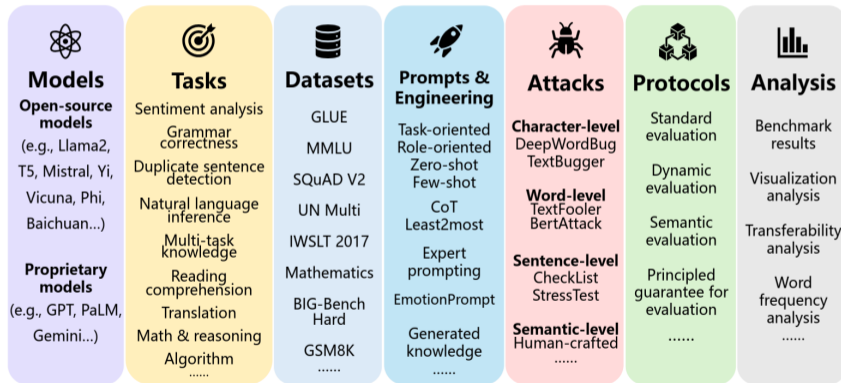 Models
Open-source
models
(e.g., Llama2,
T5, Mistral, Yi,
Vicuna, Phi,
Baichuan...)
Proprietary
models
(e.g., GPT, PaLM,
Gemini...)
Tasks
Sentiment analysis
Grammar
correctness
Duplicate sentence
detection
Natural language
inference
Multi-task
knowledge
Reading
comprehension
Translation
Math & reasoning
Algorithm
......
Datasets
GLUE
MMLU
SQuAD V2
UN Multi
IWSLT 2017
Mathematics
BIG-Bench
Hard
GSM8K
......
Prompts &
Engineering
Task-oriented
Role-oriented
Zero-shot
Few-shot
CoT
Least2most
Expert
prompting
EmotionPrompt
Generated
knowledge
......
Attacks
Character-level
DeepWordBug
TextBugger
Word-level
TextFooler
BertAttack
Sentence-level
CheckList
StressTest
Semantic-level
Human-crafted
......
Protocols
Standard
evaluation
Dynamic
evaluation
Semantic
evaluation
Principled
guarantee for
evaluation
......
Analysis
Benchmark
results
Visualization
analysis
Transferability
analysis
Word
frequency
analysis
......